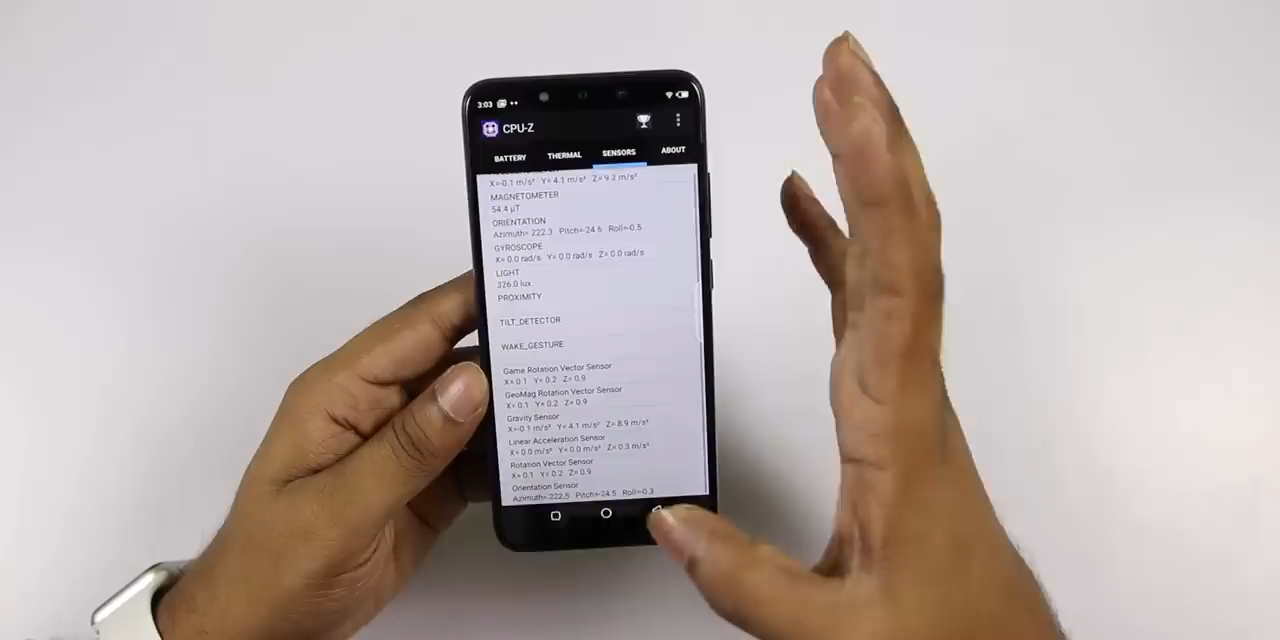 3:03
CPU-Z
BATTERY THERMAL SENSORS ABOUT
X=-0.1 m/s² Y= 4.1 m/s² Z= 9.2 m/s²
MAGNETOMETER
54.4 μT
ORIENTATION
Azimuth= 222.3 Pitch=-24.6 Roll=-0.5
GYROSCOPE
X= 0.0 rad/s Y= 0.0 rad/s Z= 0.0 rad/s
LIGHT
326.0 lux
PROXIMITY
TILT_DETECTOR
WAKE_GESTURE
Game Rotation Vector Sensor
X= 0.1 Y= 0.2 Z= 0.9
GeoMag Rotation Vector Sensor
X= 0.1 Y= 0.2 Z= 0.9
Gravity Sensor
X=-0.1 m/s² Y= 4.1 m/s² Z= 8.9 m/s²
Linear Acceleration Sensor
X= 0.0 m/s² Y= 0.0 m/s² Z= 0.3 m/s²
Rotation Vector Sensor
X= 0.1 Y= 0.2 Z= 0.9
Orientation Sensor
Azimuth= 222.5 Pitch=-24.5 Roll=-0.3